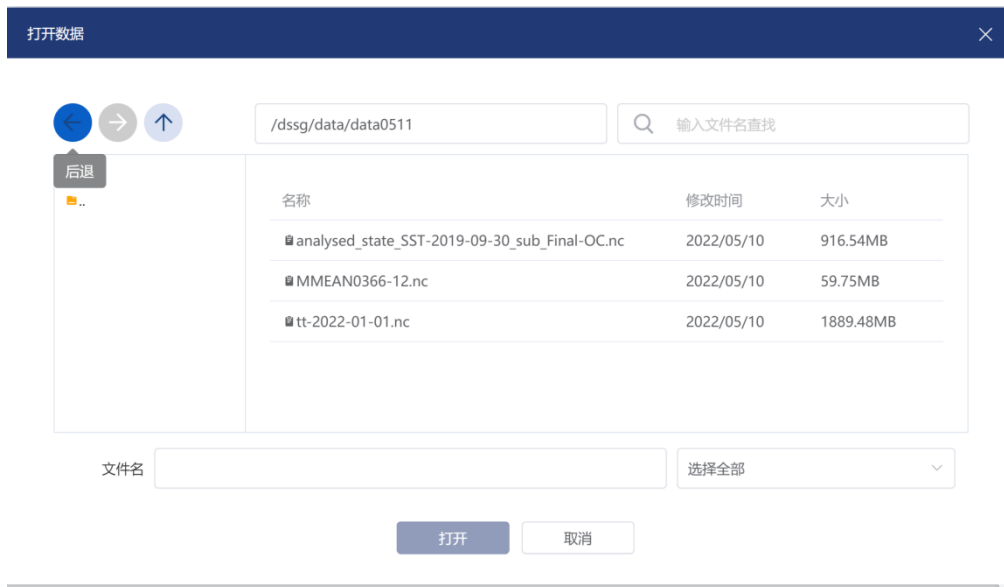 打开数据
/dssg/data/data0511
输入文件名查找
后退
..
名称 修改时间 大小
analysed_state_SST-2019-09-30_sub_Final-OC.nc 2022/05/10 916.54MB
MMEAN0366-12.nc 2022/05/10 59.75MB
tt-2022-01-01.nc 2022/05/10 1889.48MB
文件名 选择全部
打开 取消